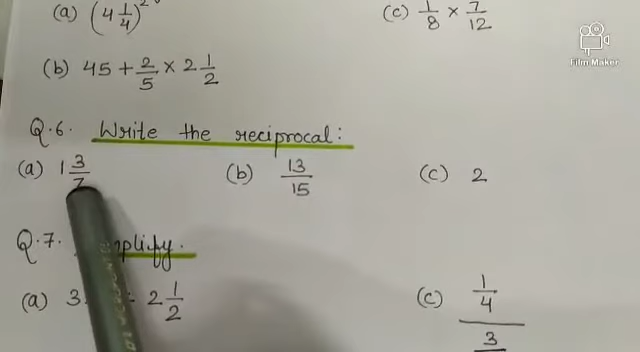 (a) (4 1/4) (c) 1/8 × 7/12
(b) 45 + 2/5 × 2 1/2
Film Maker
Q.6. Write the reciprocal:
(a) 1 3/7 (b) 13/15 (c) 2
Q.7.
(a) 3 2 1/2 (c) 1/4
3